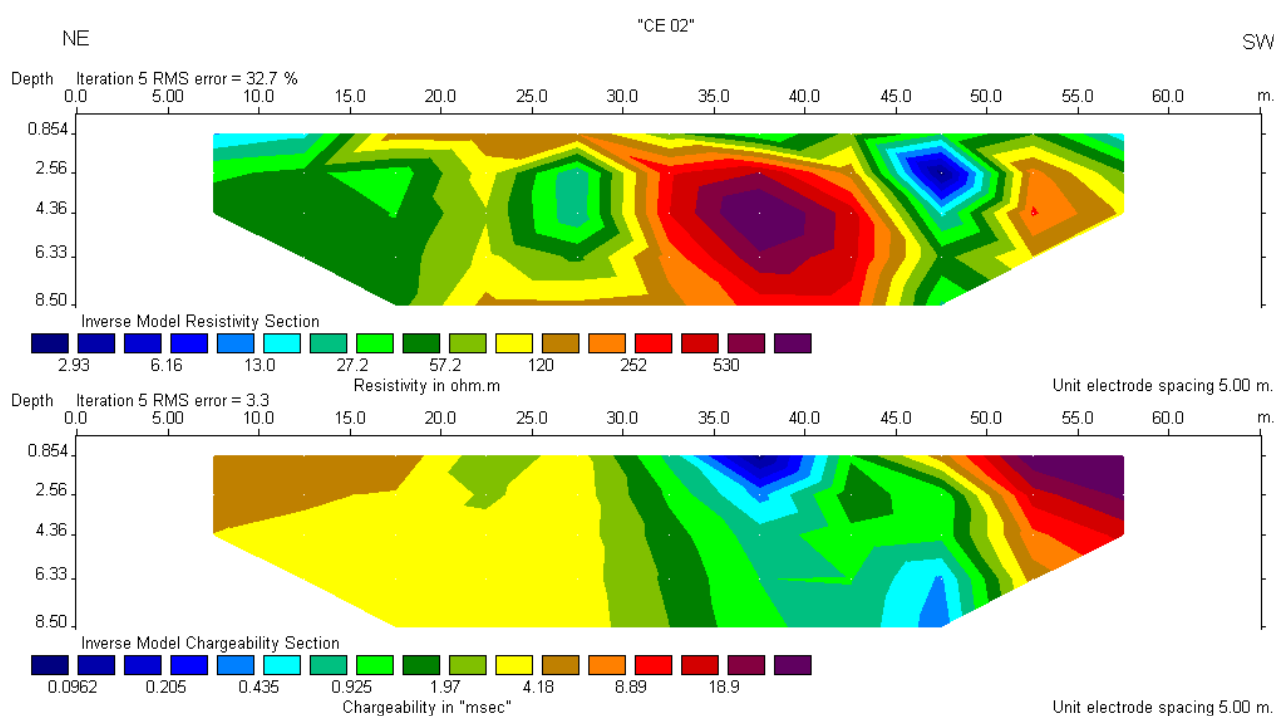 "CE 02"
NE SW
Depth Iteration 5 RMS error = 32.7 %
0.0 5.00 10.0 15.0 20.0 25.0 30.0 35.0 40.0 45.0 50.0 55.0 60.0 m.
0.854
2.56
4.36
6.33
8.50
Inverse Model Resistivity Section
2.93 6.16 13.0 27.2 57.2 120 252 530
Resistivity in ohm.m Unit electrode spacing 5.00 m.
Depth Iteration 5 RMS error = 3.3
0.0 5.00 10.0 15.0 20.0 25.0 30.0 35.0 40.0 45.0 50.0 55.0 60.0 m.
0.854
2.56
4.36
6.33
8.50
Inverse Model Chargeability Section
0.0962 0.205 0.435 0.925 1.97 4.18 8.89 18.9
Chargeability in "msec" Unit electrode spacing 5.00 m.